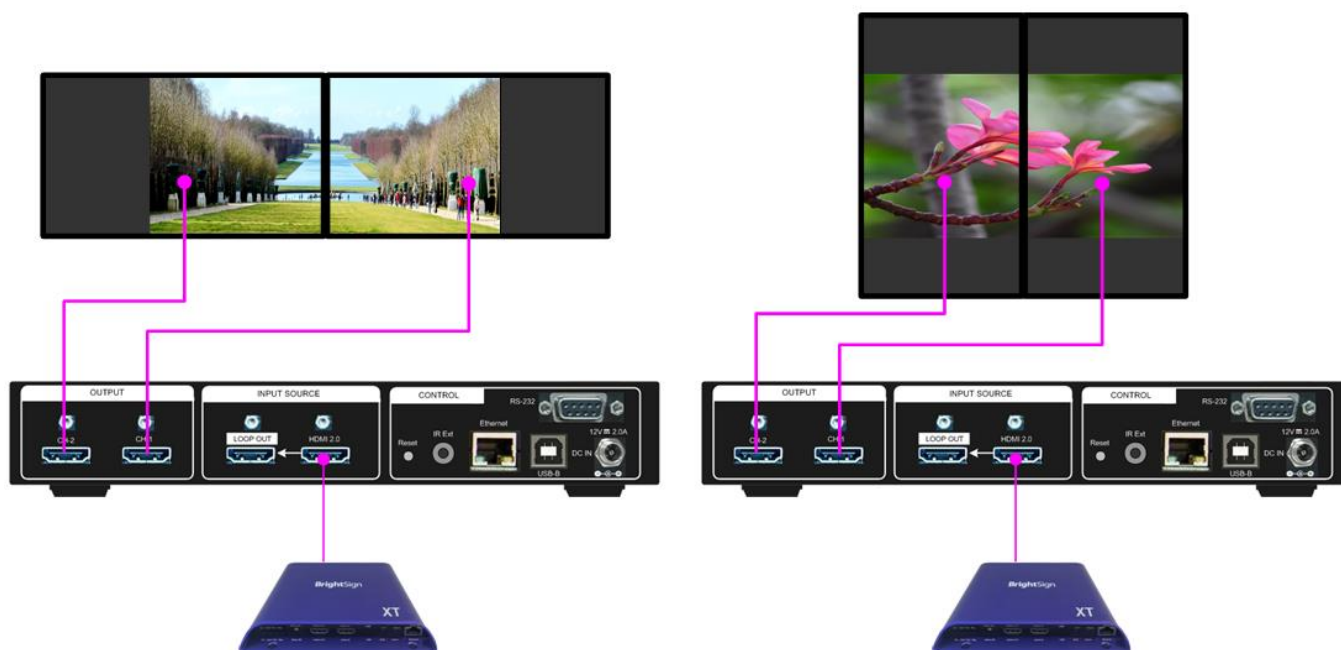 OUTPUT
INPUT SOURCE
CONTROL
RS-232
CH-2
CH-1
LOOP OUT
HDMI 2.0
Reset
IR Ext
Ethernet
USB-B
12V⎓2.0A
DC IN
BrightSign
XT
OUTPUT
INPUT SOURCE
CONTROL
RS-232
CH-2
CH-1
LOOP OUT
HDMI 2.0
Reset
IR Ext
Ethernet
USB-B
12V⎓2.0A
DC IN
BrightSign
XT